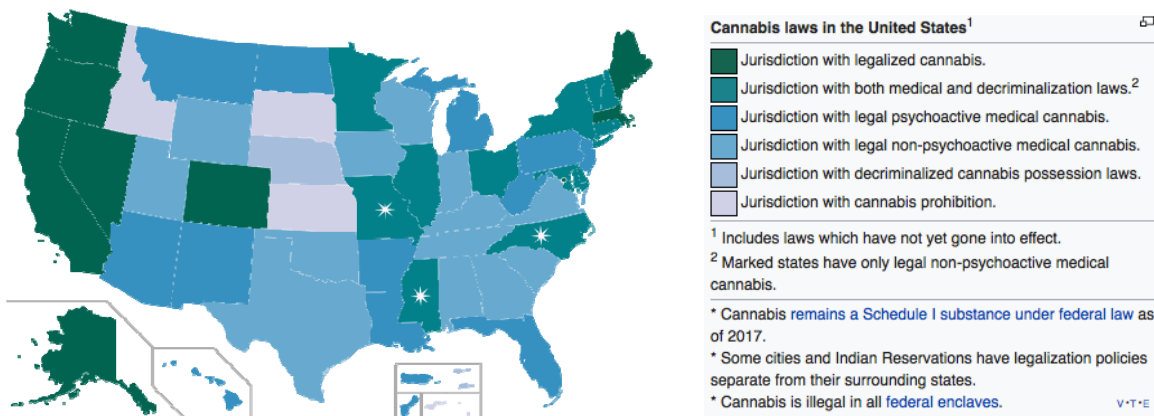 Cannabis laws in the United States1
Jurisdiction with legalized cannabis.
Jurisdiction with both medical and decriminalization laws.2
Jurisdiction with legal psychoactive medical cannabis.
Jurisdiction with legal non-psychoactive medical cannabis.
Jurisdiction with decriminalized cannabis possession laws.
Jurisdiction with cannabis prohibition.
1 Includes laws which have not yet gone into effect.
2 Marked states have only legal non-psychoactive medical
cannabis.
* Cannabis remains a Schedule I substance under federal law as
of 2017.
* Some cities and Indian Reservations have legalization policies
separate from their surrounding states.
* Cannabis is illegal in all federal enclaves.
V·T·E